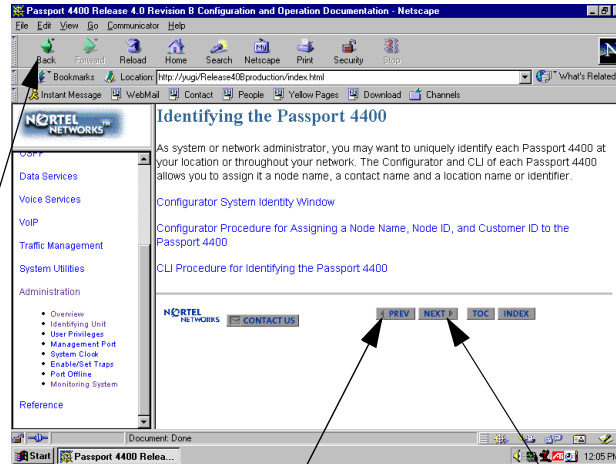 Passport 4400 Release 4.0 Revision B Configuration and Operation Documentation - Netscape
File Edit View Go Communicator Help
Back Forward Reload Home Search Netscape Print Security Stop
Bookmarks Location: http://yugi/Release40Bproduction/index.html What's Related
Instant Message WebMail Contact People Yellow Pages Download Channels
NORTEL
NETWORKS
OSPF
Data Services
Voice Services
VoIP
Traffic Management
System Utilities
Administration
Overview
Identifying Unit
User Privileges
Management Port
System Clock
Enable/Set Traps
Port Offline
Monitoring System
Reference
Identifying the Passport 4400
As system or network administrator, you may want to uniquely identify each Passport 4400 at
your location or throughout your network. The Configurator and CLI of each Passport 4400
allows you to assign it a node name, a contact name and a location name or identifier.
Configurator System Identity Window
Configurator Procedure for Assigning a Node Name, Node ID, and Customer ID to the
Passport 4400
CLI Procedure for Identifying the Passport 4400
NORTEL
NETWORKS
CONTACT US
PREV NEXT TOC INDEX
Document: Done
Start Passport 4400 Relea... 12:05 PM